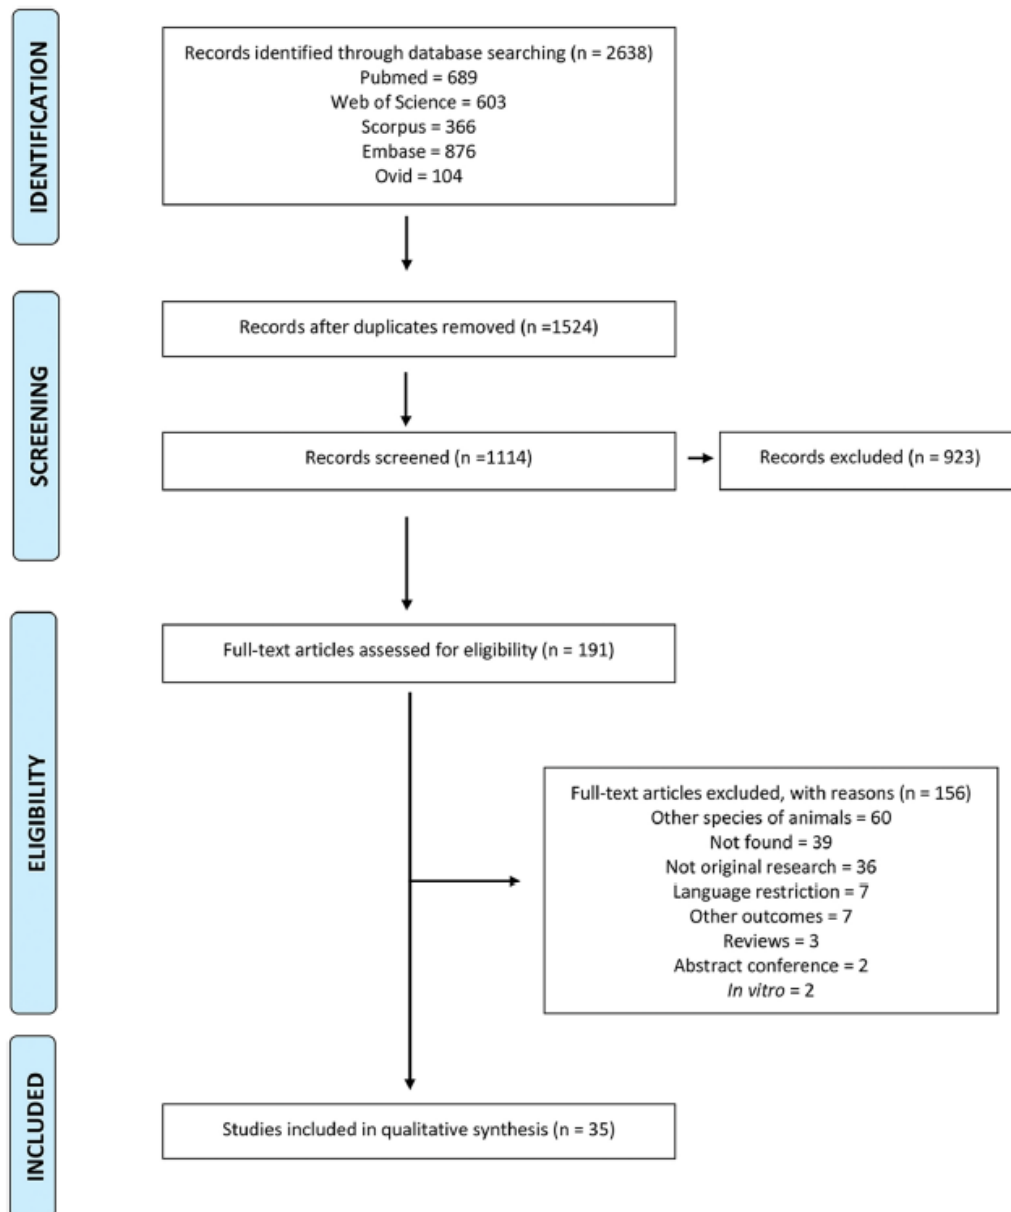 IDENTIFICATION
Records identified through database searching (n = 2638)
Pubmed = 689
Web of Science = 603
Scorpus = 366
Embase = 876
Ovid = 104
SCREENING
Records after duplicates removed (n =1524)
Records screened (n =1114)
Records excluded (n = 923)
ELIGIBILITY
Full-text articles assessed for eligibility (n = 191)
Full-text articles excluded, with reasons (n = 156)
Other species of animals = 60
Not found = 39
Not original research = 36
Language restriction = 7
Other outcomes = 7
Reviews = 3
Abstract conference = 2
In vitro = 2
INCLUDED
Studies included in qualitative synthesis (n = 35)